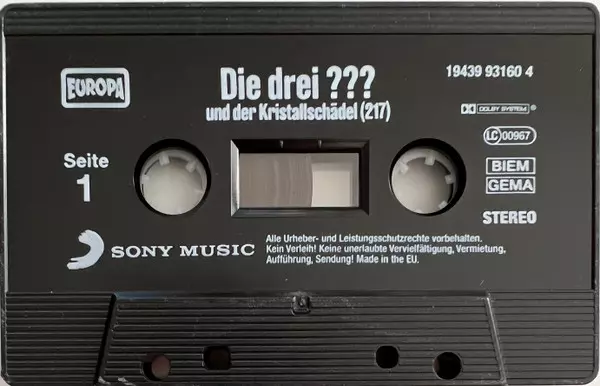 EUROPA
Die drei ???
und der Kristallschädel (217)
19439 93160 4
DOLBY SYSTEM ®
LC 00967
BIEM
GEMA
STEREO
Seite
1
SONY MUSIC
Alle Urheber- und Leistungsschutzrechte vorbehalten.
Kein Verleih! Keine unerlaubte Vervielfältigung, Vermietung,
Aufführung, Sendung! Made in the EU.